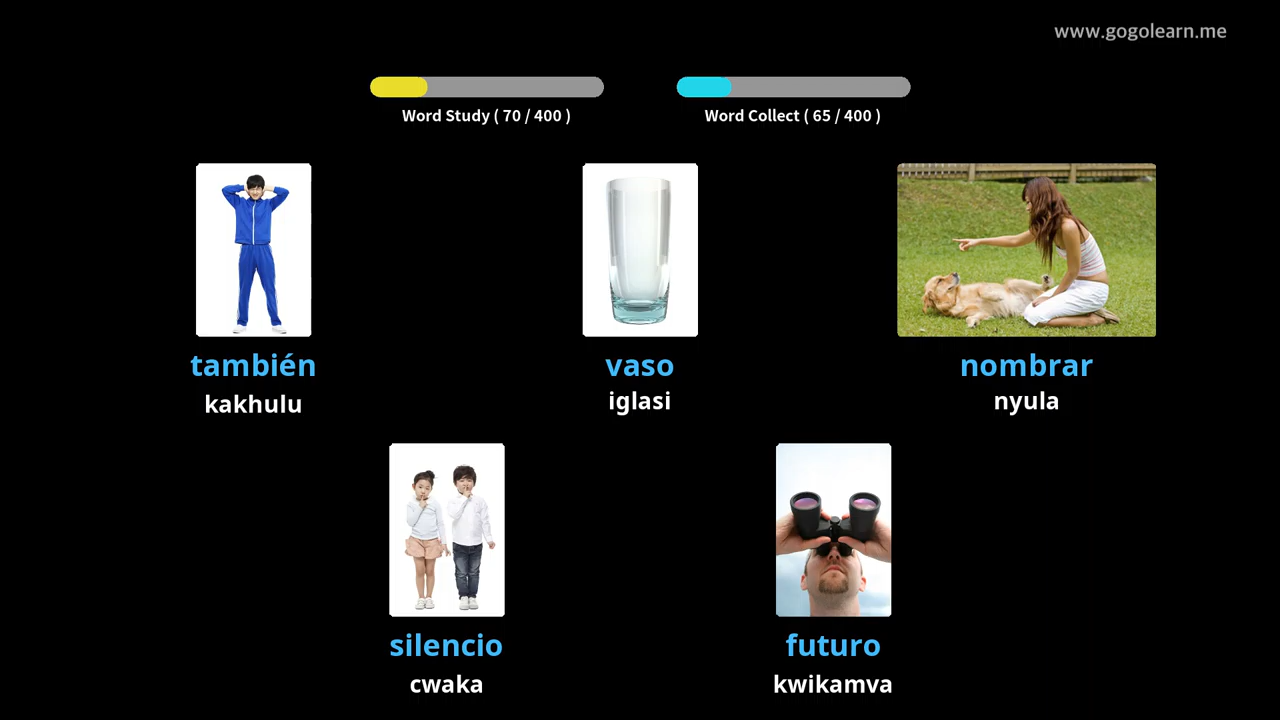 www.gogolearn.me
Word Study ( 70 / 400 )
Word Collect ( 65 / 400 )
también
kakhulu
vaso
iglasi
nombrar
nyula
silencio
cwaka
futuro
kwikamva